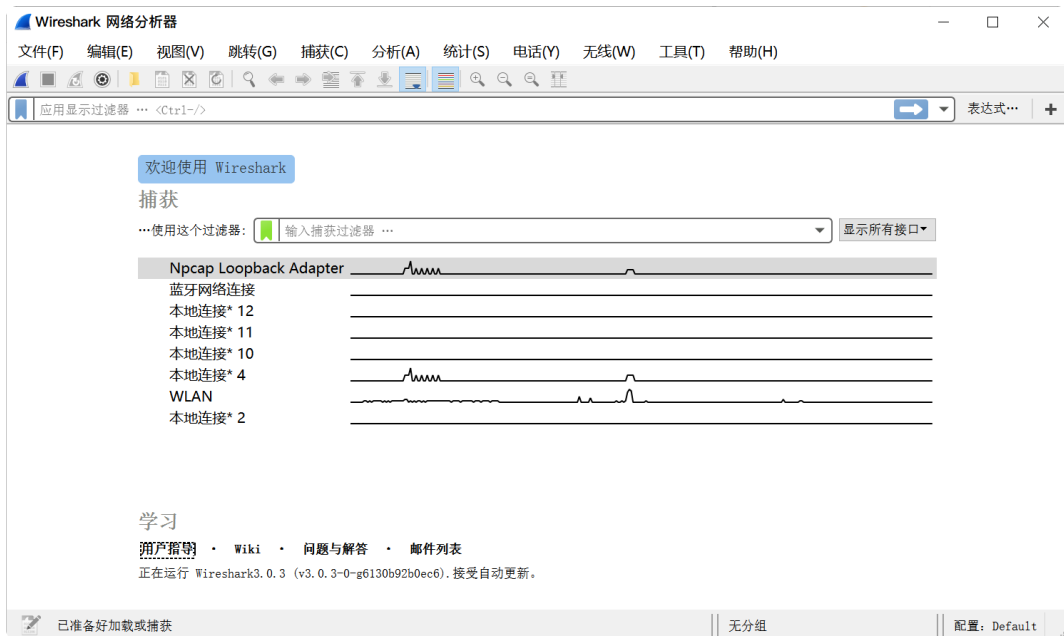 Wireshark 网络分析器
文件(F) 编辑(E) 视图(V) 跳转(G) 捕获(C) 分析(A) 统计(S) 电话(Y) 无线(W) 工具(T) 帮助(H)
应用显示过滤器 … <Ctrl-/> 表达式… +
欢迎使用 Wireshark
捕获
…使用这个过滤器: 输入捕获过滤器 … 显示所有接口
Npcap Loopback Adapter
蓝牙网络连接
本地连接* 12
本地连接* 11
本地连接* 10
本地连接* 4
WLAN
本地连接* 2
学习
用户指导 · Wiki · 问题与解答 · 邮件列表
正在运行 Wireshark3.0.3 (v3.0.3-0-g6130b92b0ec6).接受自动更新。
已准备好加载或捕获 无分组 配置: Default